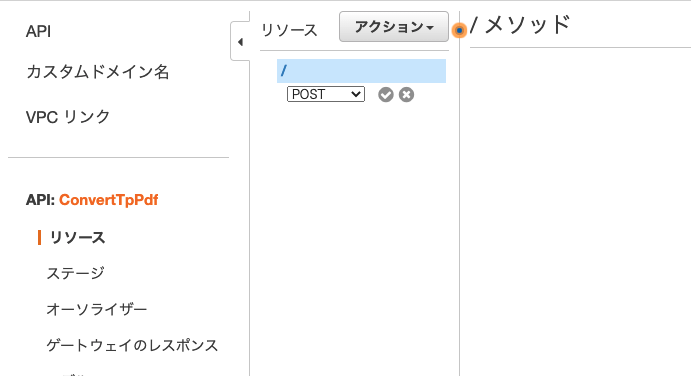 API
カスタムドメイン名
VPC リンク
API: ConvertTpPdf
リソース
ステージ
オーソライザー
ゲートウェイのレスポンス
リソース
アクション
/
POST
/ メソッド